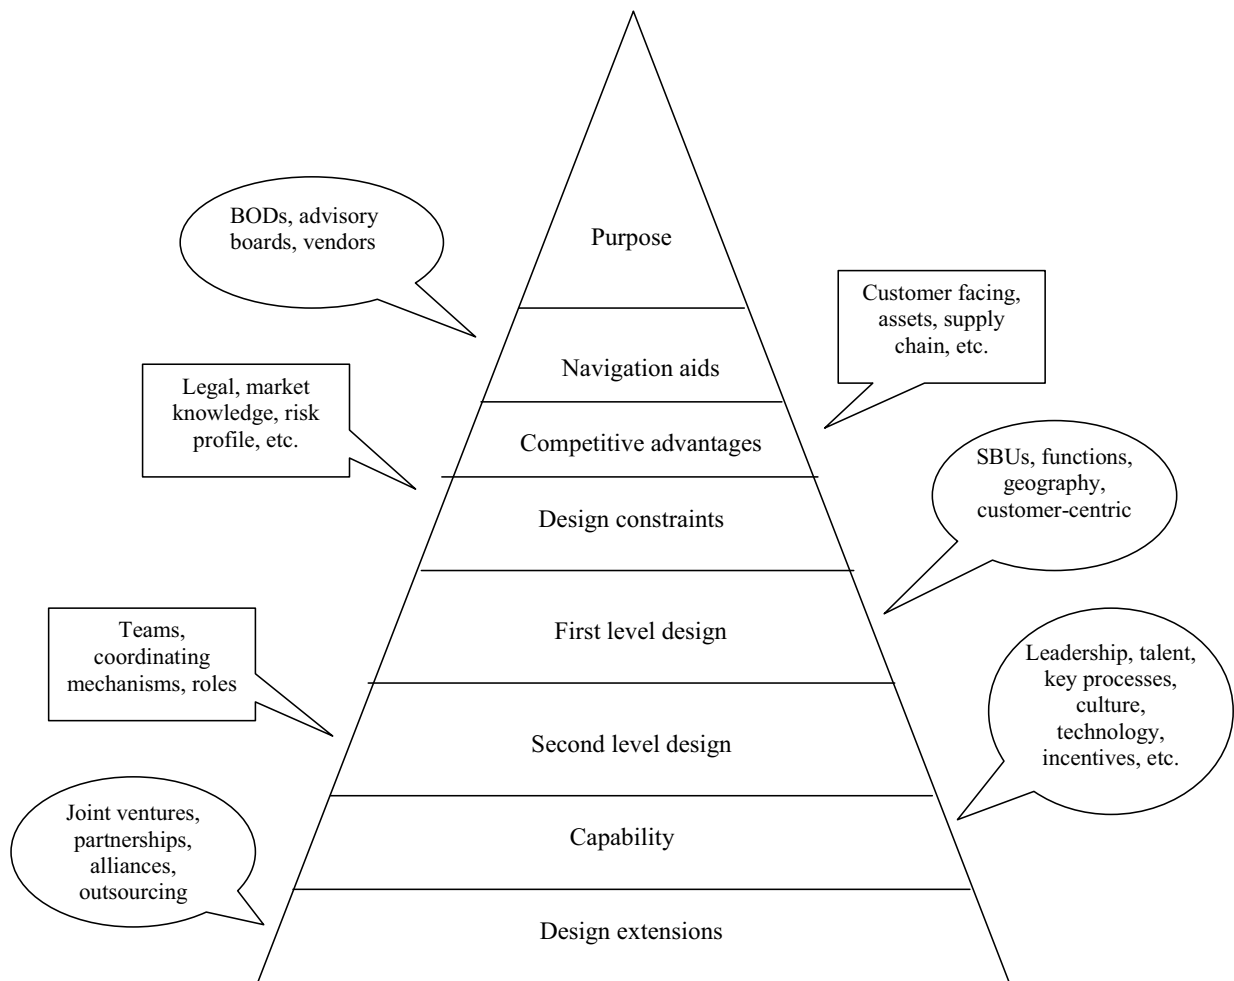 BODs, advisory
boards, vendors
Purpose
Customer facing,
assets, supply
chain, etc.
Navigation aids
Legal, market
knowledge, risk
profile, etc.
Competitive advantages
SBUs, functions,
geography,
customer-centric
Design constraints
First level design
Teams,
coordinating
mechanisms, roles
Leadership, talent,
key processes,
culture,
technology,
incentives, etc.
Second level design
Joint ventures,
partnerships,
alliances,
outsourcing
Capability
Design extensions